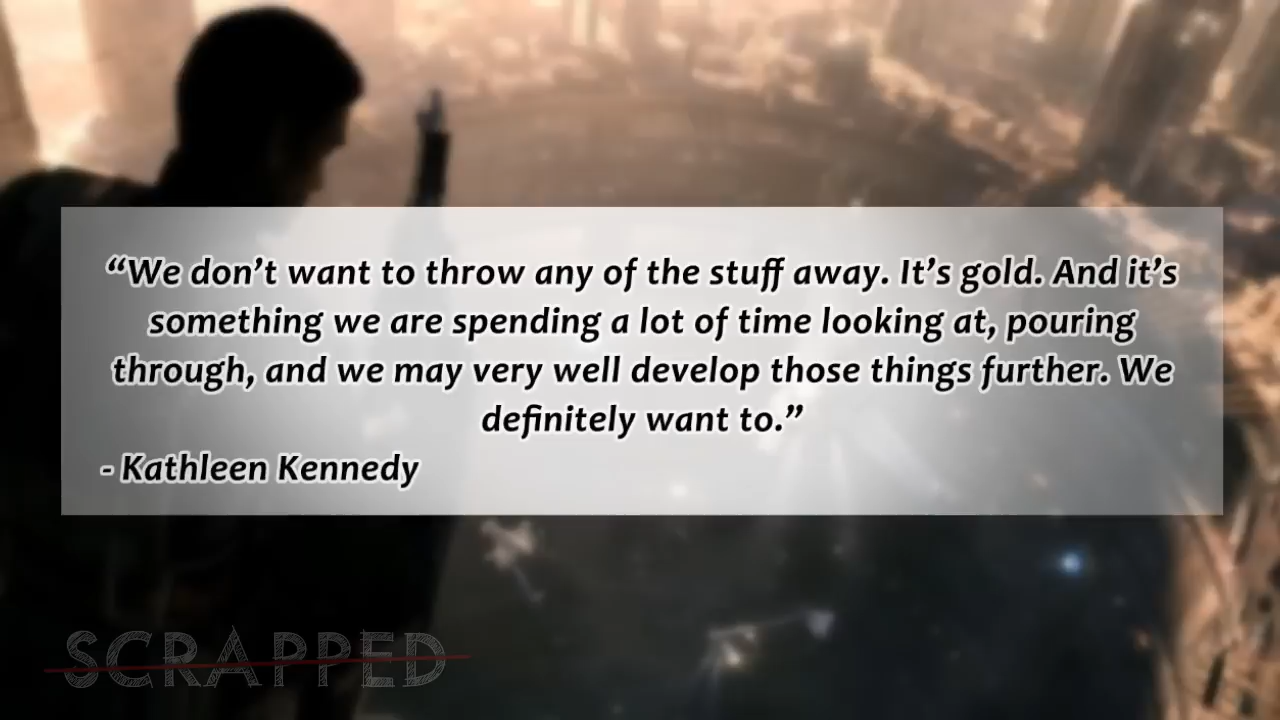 “We don’t want to throw any of the stuff away. It’s gold. And it’s
something we are spending a lot of time looking at, pouring
through, and we may very well develop those things further. We
definitely want to.”
- Kathleen Kennedy
SCRAPPED